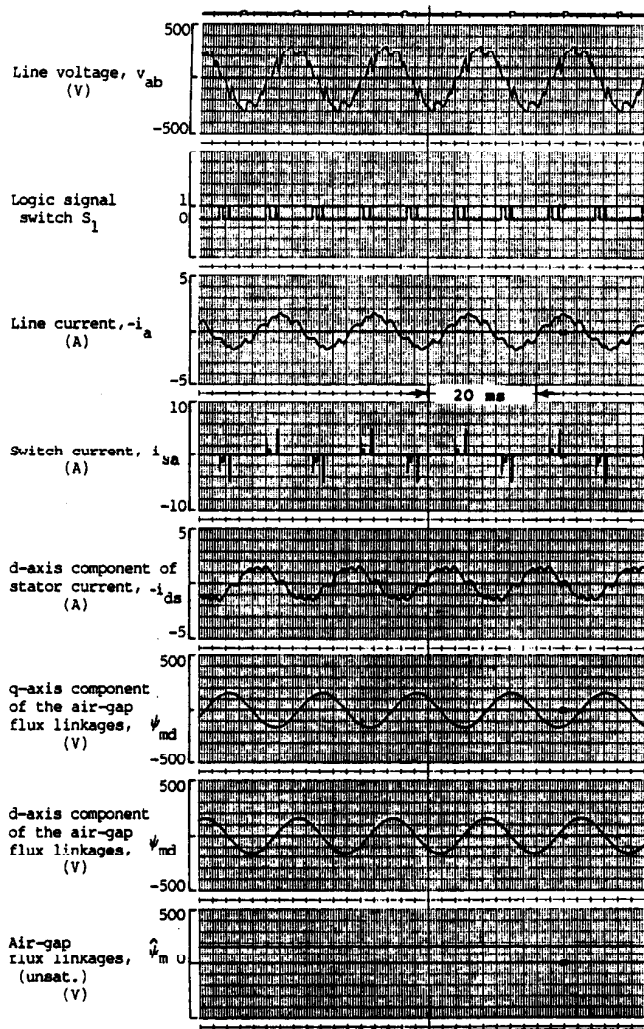 500
Line voltage, v_ab
(V)
-500
Logic signal
switch S_1
1
0
5
Line current, -i_a
(A)
-5
20 ms
10
Switch current, i_sa
(A)
-10
5
d-axis component of
stator current, -i_ds
(A)
-5
500
q-axis component
of the air-gap
flux linkages, ψ_md
(V)
-500
500
d-axis component
of the air-gap
flux linkages, ψ_md
(V)
-500
500
Air-gap
flux linkages, ψ̂_m 0
(unsat.)
(V)
-500